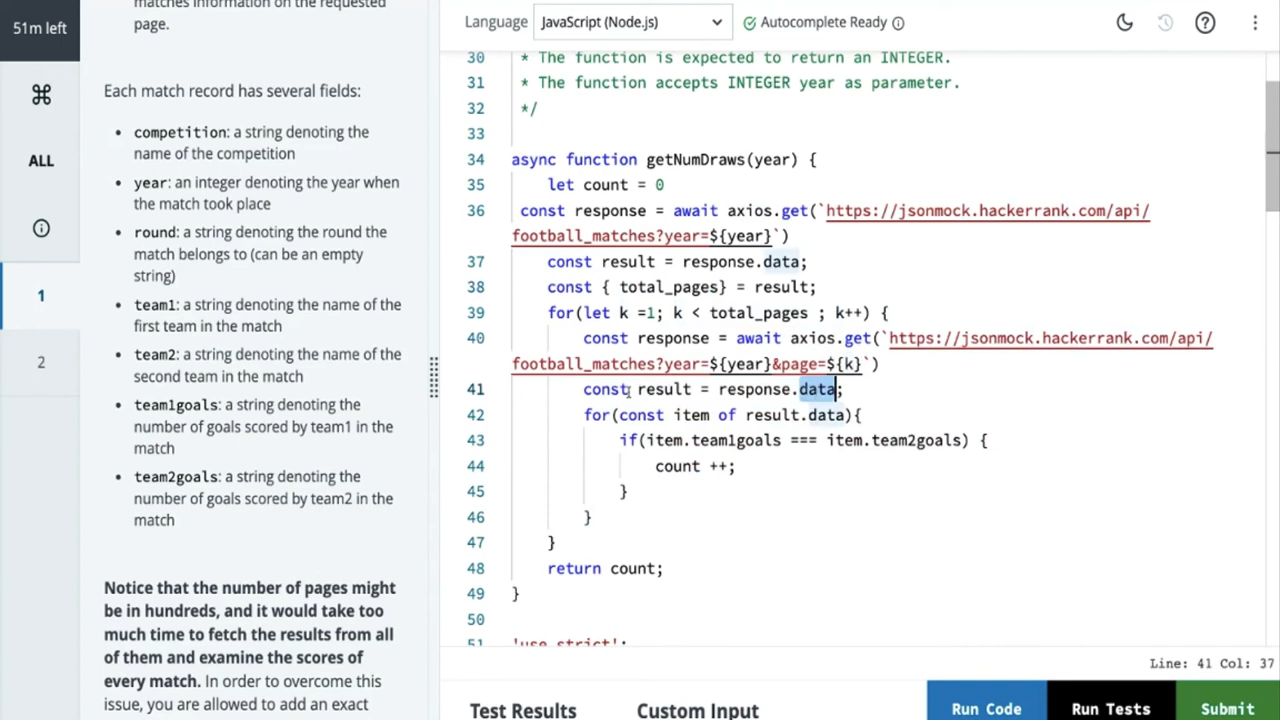 51m left
matches information on the requested
page.
Each match record has several fields:
• competition: a string denoting the
name of the competition
• year: an integer denoting the year when
the match took place
• round: a string denoting the round the
match belongs to (can be an empty
string)
• team1: a string denoting the name of the
first team in the match
• team2: a string denoting the name of the
second team in the match
• team1goals: a string denoting the
number of goals scored by team1 in the
match
• team2goals: a string denoting the
number of goals scored by team2 in the
match
Notice that the number of pages might
be in hundreds, and it would take too
much time to fetch the results from all
of them and examine the scores of
every match. In order to overcome this
issue, you are allowed to add an exact
ALL
1
2
Language JavaScript (Node.js) Autocomplete Ready
30 * The function is expected to return an INTEGER.
31 * The function accepts INTEGER year as parameter.
32 */
33
34 async function getNumDraws(year) {
35 let count = 0
36 const response = await axios.get(`https://jsonmock.hackerrank.com/api/
football_matches?year=${year}`)
37 const result = response.data;
38 const { total_pages} = result;
39 for(let k =1; k < total_pages ; k++) {
40 const response = await axios.get(`https://jsonmock.hackerrank.com/api/
football_matches?year=${year}&page=${k}`)
41 const result = response.data;
42 for(const item of result.data){
43 if(item.team1goals === item.team2goals) {
44 count ++;
45 }
46 }
47 }
48 return count;
49 }
50
51 'use strict';
Line: 41 Col: 37
Test Results Custom Input Run Code Run Tests Submit